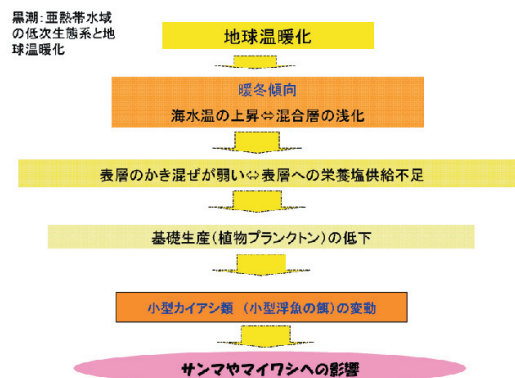 黒潮:亜熱帯水域
の低次生態系と地
球温暖化
地球温暖化
暖冬傾向
海水温の上昇⇔混合層の浅化
表層のかき混ぜが弱い⇔表層への栄養塩供給不足
基礎生産(植物プランクトン)の低下
小型カイアシ類 (小型浮魚の餌)の変動
サンマやマイワシへの影響